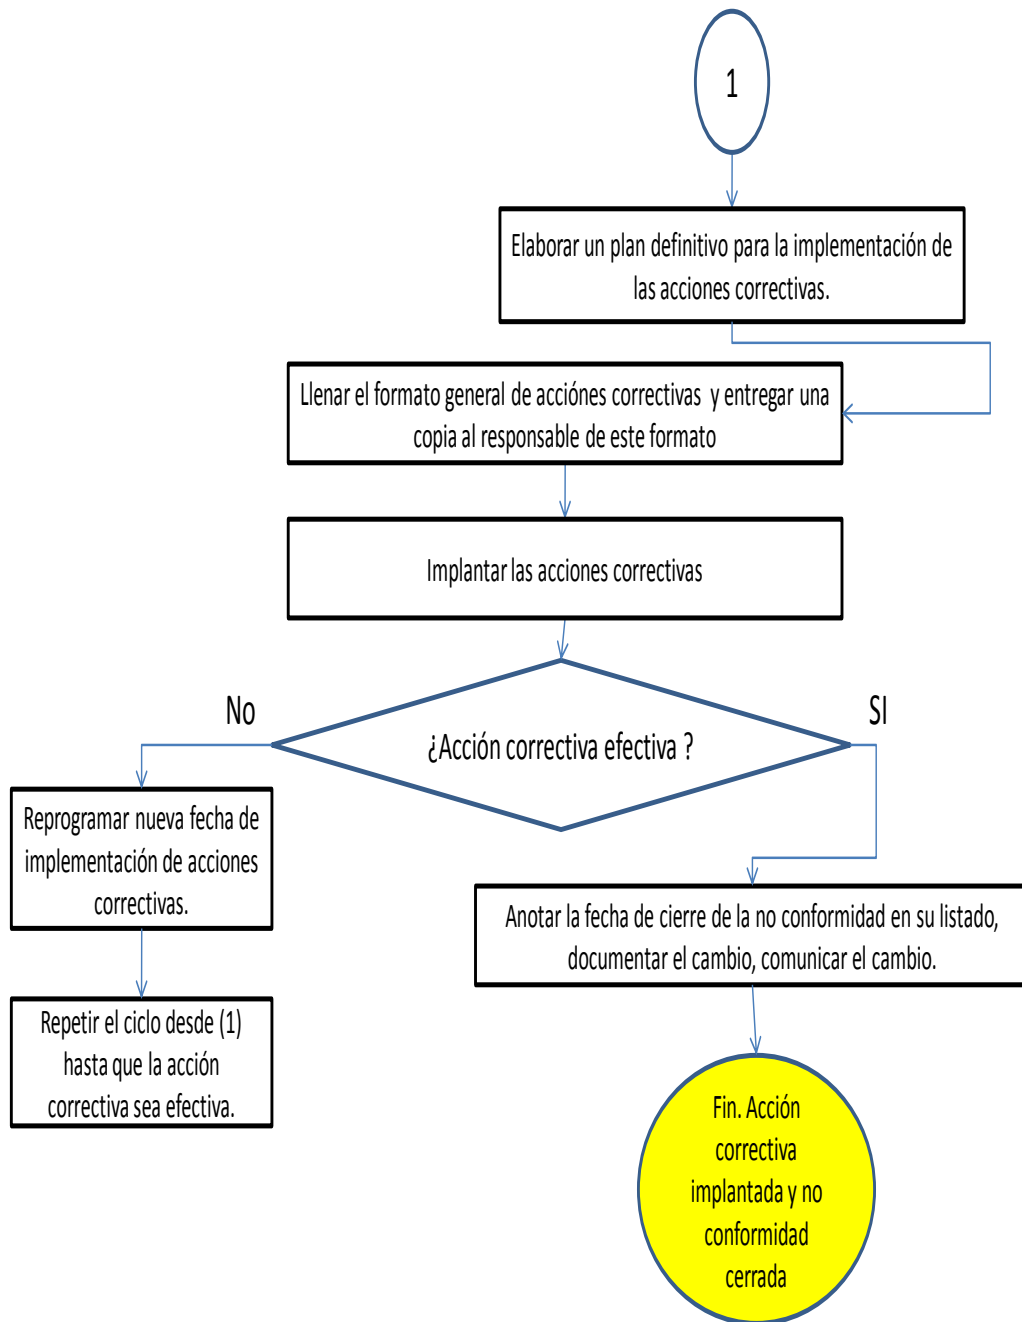 1
Elaborar un plan definitivo para la implementación de
las acciones correctivas.
Llenar el formato general de acciónes correctivas y entregar una
copia al responsable de este formato
Implantar las acciones correctivas
No
SI
¿Acción correctiva efectiva ?
Reprogramar nueva fecha de
implementación de acciones
correctivas.
Anotar la fecha de cierre de la no conformidad en su listado,
documentar el cambio, comunicar el cambio.
Repetir el ciclo desde (1)
hasta que la acción
correctiva sea efectiva.
Fin. Acción
correctiva
implantada y no
conformidad
cerrada